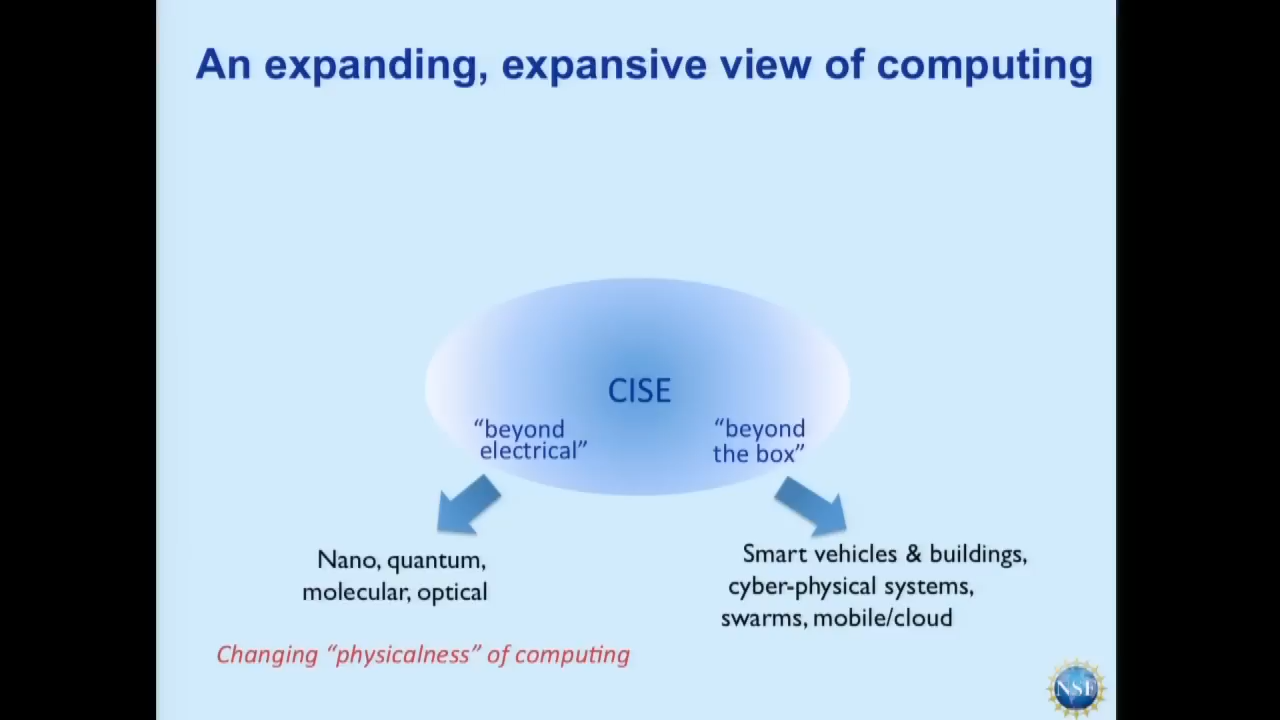 An expanding, expansive view of computing
CISE
“beyond
electrical”
“beyond
the box”
Nano, quantum,
molecular, optical
Smart vehicles & buildings,
cyber-physical systems,
swarms, mobile/cloud
Changing “physicalness” of computing
NSF